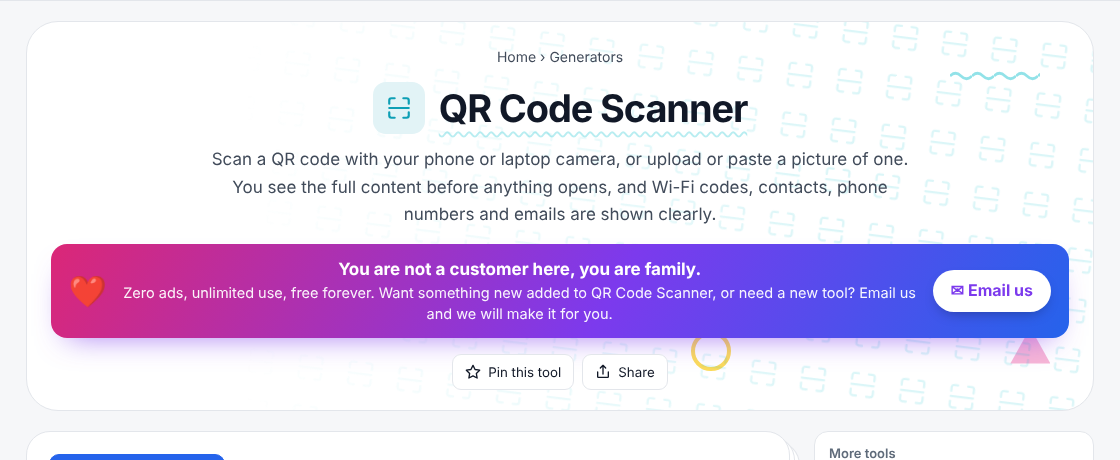 Home › Generators
QR Code Scanner
Scan a QR code with your phone or laptop camera, or upload or paste a picture of one.
You see the full content before anything opens, and Wi-Fi codes, contacts, phone
numbers and emails are shown clearly.
You are not a customer here, you are family.
Zero ads, unlimited use, free forever. Want something new added to QR Code Scanner, or need a new tool? Email us
and we will make it for you.
✉ Email us
Pin this tool
Share
More tools